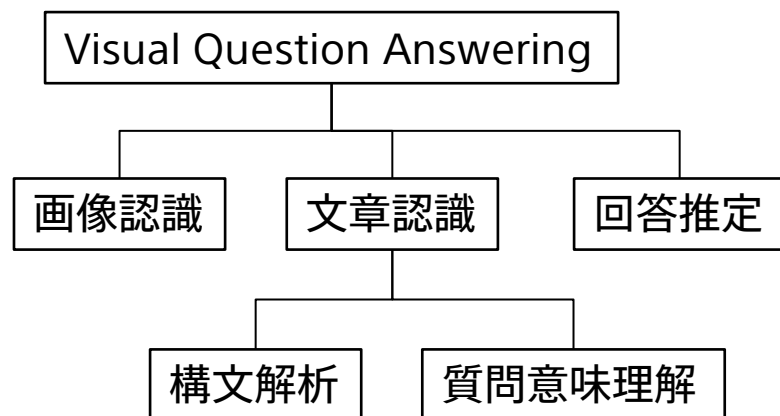 Visual Question Answering
画像認識
文章認識
回答推定
構文解析
質問意味理解